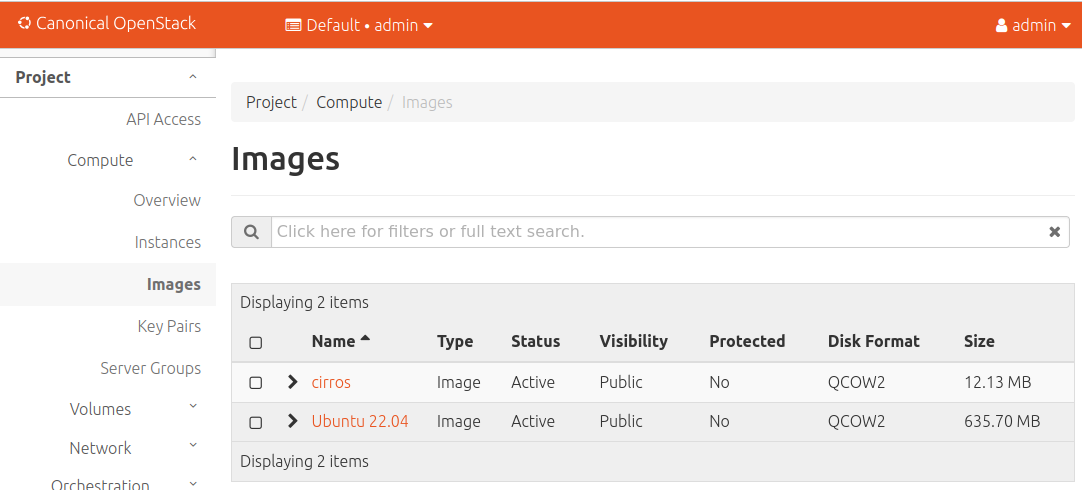 Canonical OpenStack Default • admin admin
Project
API Access
Compute
Overview
Instances
Images
Key Pairs
Server Groups
Volumes
Network
Orchestration
Project / Compute / Images
Images
Click here for filters or full text search.
Displaying 2 items
Name Type Status Visibility Protected Disk Format Size
cirros Image Active Public No QCOW2 12.13 MB
Ubuntu 22.04 Image Active Public No QCOW2 635.70 MB
Displaying 2 items